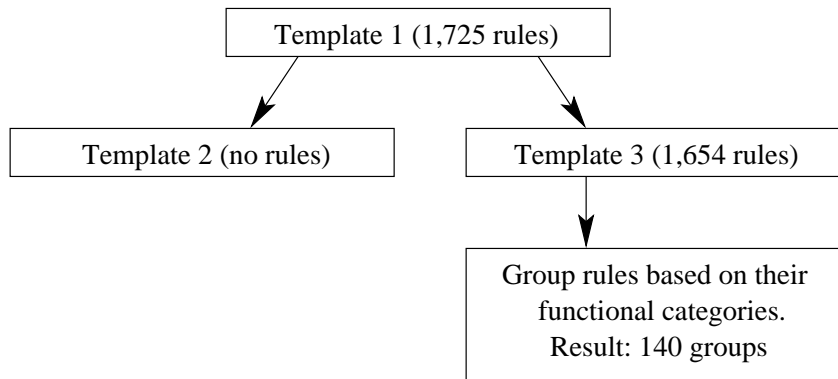 Template 1 (1,725 rules)
Template 2 (no rules)
Template 3 (1,654 rules)
Group rules based on their
functional categories.
Result: 140 groups